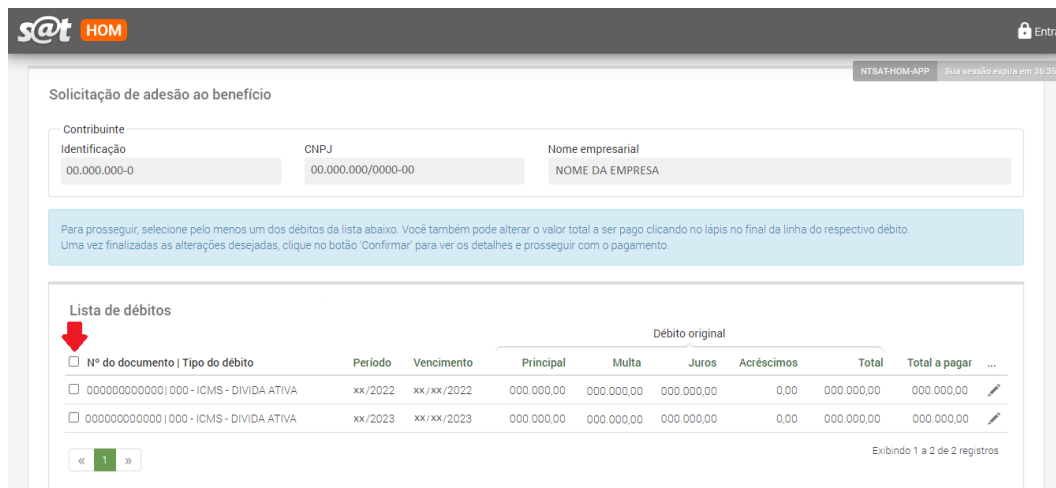 s@t HOM
Entra
NTSAT-HOM-APP Sua sessão expira em 36:35
Solicitação de adesão ao benefício
Contribuinte
Identificação CNPJ Nome empresarial
00.000.000-0 00.000.000/0000-00 NOME DA EMPRESA
Para prosseguir, selecione pelo menos um dos débitos da lista abaixo. Você também pode alterar o valor total a ser pago clicando no lápis no final da linha do respectivo débito.
Uma vez finalizadas as alterações desejadas, clique no botão 'Confirmar' para ver os detalhes e prosseguir com o pagamento.
Lista de débitos
Débito original
Nº do documento | Tipo do débito Período Vencimento Principal Multa Juros Acréscimos Total Total a pagar ...
000000000000| 000 - ICMS - DIVIDA ATIVA xx/2022 xx/xx/2022 000.000,00 000.000,00 000.000,00 0,00 000.000,00 000.000,00
000000000000 | 000 - ICMS - DIVIDA ATIVA xx/2023 xx/xx/2023 000.000,00 000.000,00 000.000,00 0,00 000.000,00 000.000,00
« 1 » Exibindo 1 a 2 de 2 registros